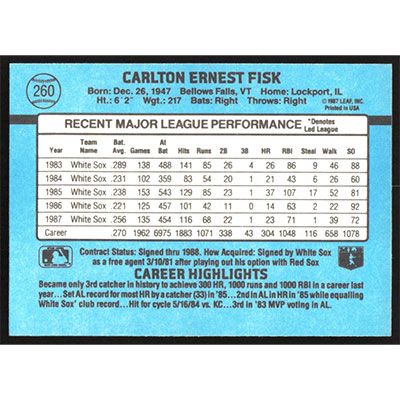 260
CARLTON ERNEST FISK
Born: Dec. 26, 1947 Bellows Falls, VT Home: Lockport, IL
Ht.: 6'2" Wgt.: 217 Bats: Right Throws: Right
© 1987 LEAF, INC.
Printed in USA
RECENT MAJOR LEAGUE PERFORMANCE
*Denotes
Led League
Year Team Name Bat. Avg. Games At Bat Hits Runs 2B 3B HR RBI Steal Walk SO
1983 White Sox .289 138 488 141 85 26 4 26 86 9 46 88
1984 White Sox .231 102 359 83 54 20 1 21 43 6 26 60
1985 White Sox .238 153 543 129 85 23 1 37 107 17 52 81
1986 White Sox .221 125 457 101 42 11 0 14 63 2 22 92
1987 White Sox .256 135 454 116 68 22 1 23 71 1 39 72
Career .270 1962 6975 1883 1071 338 43 304 1048 116 658 1078
Contract Status: Signed thru 1988. How Acquired: Signed by White Sox
as a free agent 3/10/81 after playing out his option with Red Sox
CAREER HIGHLIGHTS
Became only 3rd catcher in history to achieve 300 HR, 1000 runs and 1000 RBI in a career
last year... Set AL record for most HR by a catcher (33) in '85...2nd in AL in HR in '85 while equalling
White Sox' club record... Hit for cycle 5/16/84 vs. KC...3rd in '83 MVP voting in AL.